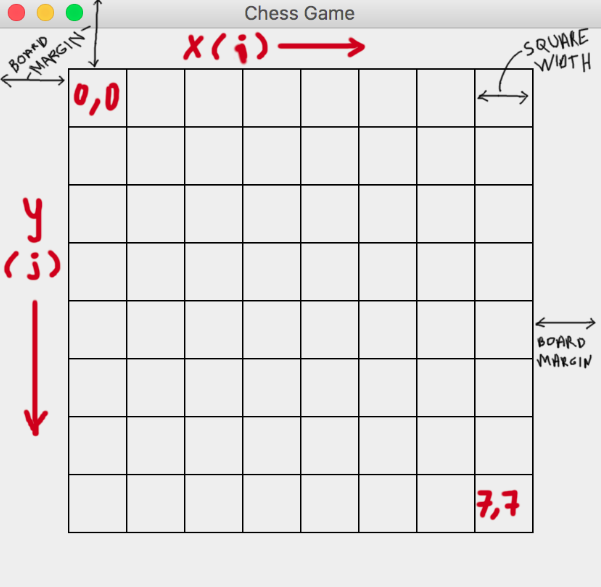 Chess Game
BOARD
MARGIN
X(i)
SQUARE
WIDTH
0,0
y
(j)
BOARD
MARGIN
7,7